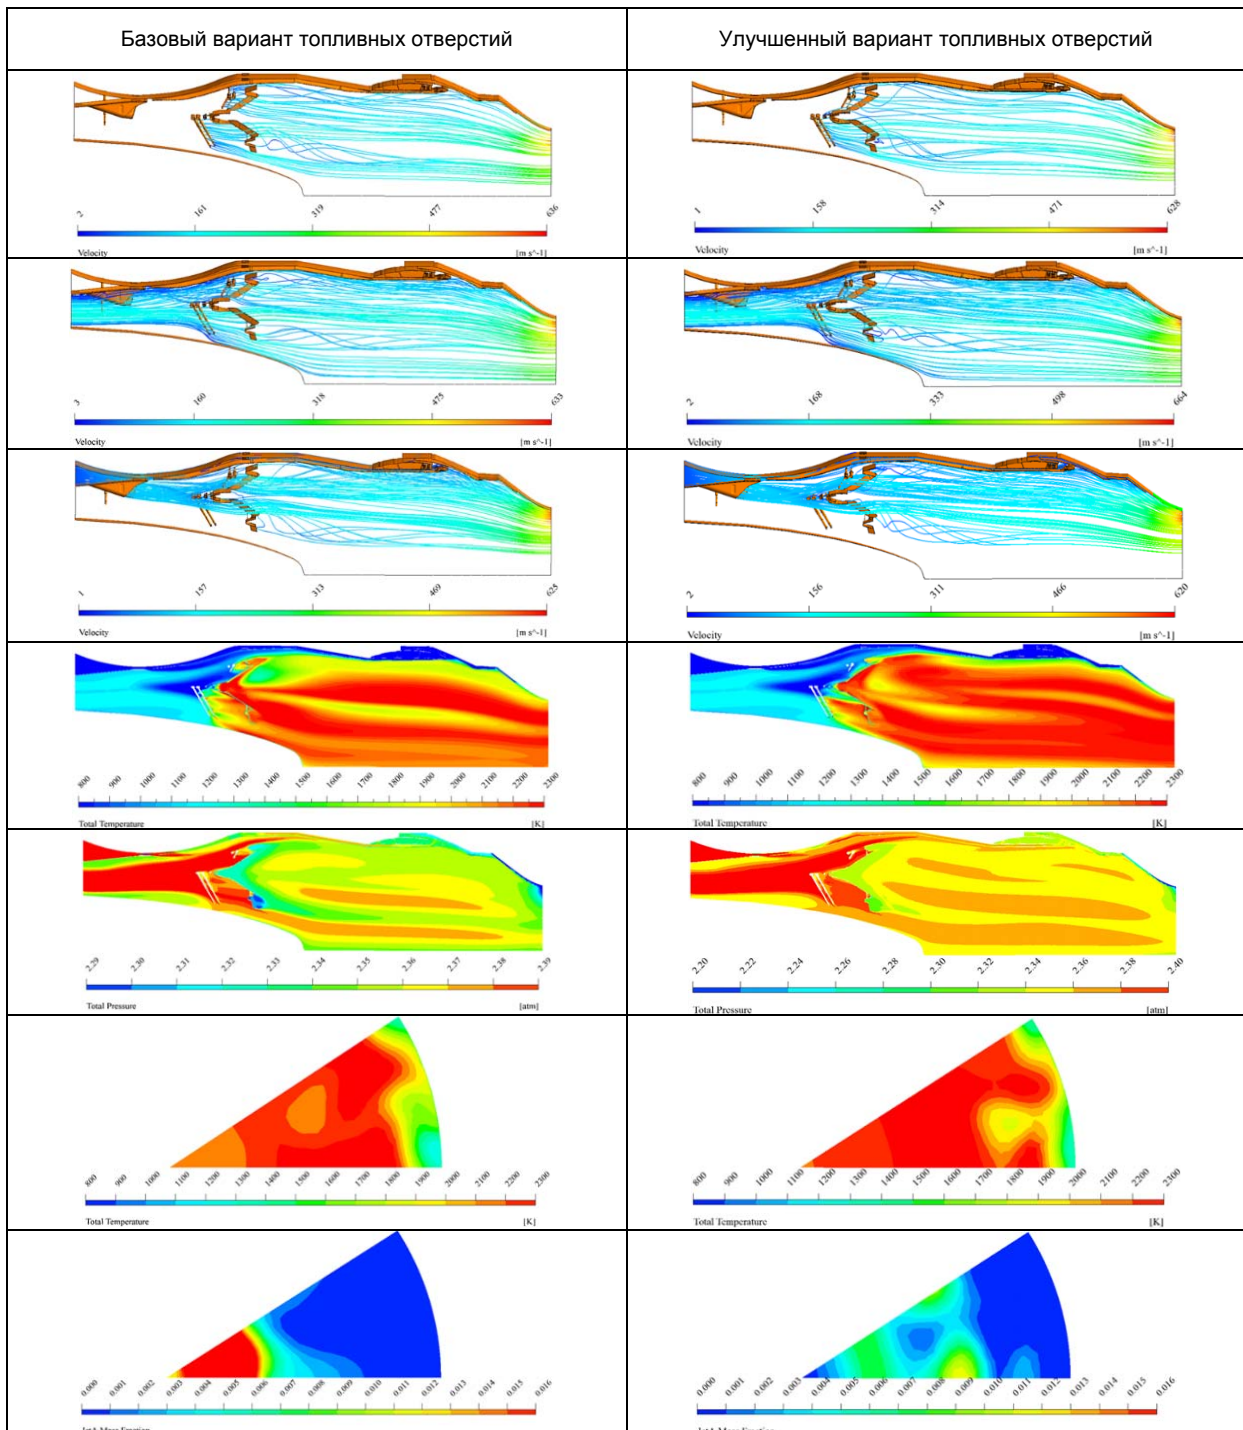 Базовый вариант топливных отверстий
Улучшенный вариант топливных отверстий
2 161 319 477 636
Velocity [m s^-1]
1 158 314 471 628
Velocity [m s^-1]
3 160 318 475 633
Velocity [m s^-1]
2 168 333 498 664
Velocity [m s^-1]
1 157 313 469 625
Velocity [m s^-1]
2 156 311 466 620
Velocity [m s^-1]
800 900 1000 1100 1200 1300 1400 1500 1600 1700 1800 1900 2000 2100 2200 2300
Total Temperature [K]
800 900 1000 1100 1200 1300 1400 1500 1600 1700 1800 1900 2000 2100 2200 2300
Total Temperature [K]
2.29 2.30 2.31 2.32 2.33 2.34 2.35 2.36 2.37 2.38 2.39
Total Pressure [atm]
2.20 2.22 2.24 2.26 2.28 2.30 2.32 2.34 2.36 2.38 2.40
Total Pressure [atm]
800 900 1000 1100 1200 1300 1400 1500 1600 1700 1800 1900 2000 2100 2200 2300
Total Temperature [K]
800 900 1000 1100 1200 1300 1400 1500 1600 1700 1800 1900 2000 2100 2200 2300
Total Temperature [K]
0.000 0.001 0.002 0.003 0.004 0.005 0.006 0.007 0.008 0.009 0.010 0.011 0.012 0.013 0.014 0.015 0.016
0.000 0.001 0.002 0.003 0.004 0.005 0.006 0.007 0.008 0.009 0.010 0.011 0.012 0.013 0.014 0.015 0.016